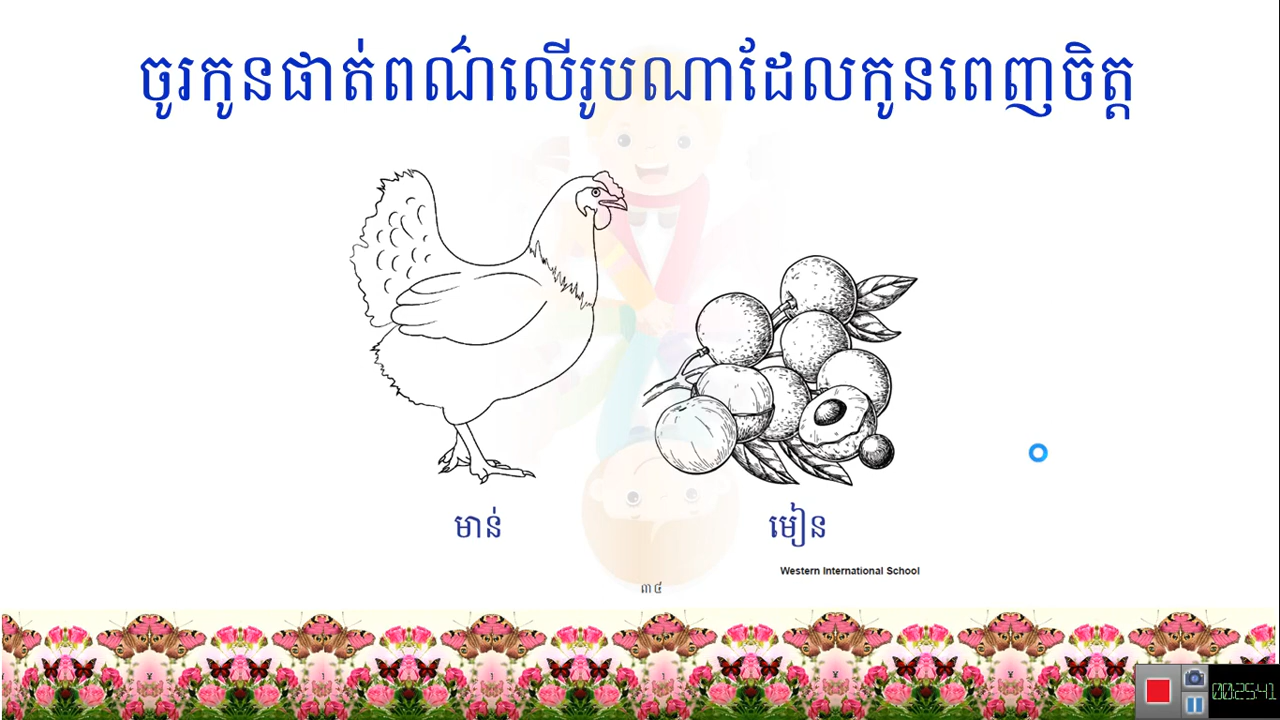 ចូរកូនផាត់ពណ៌លើរូបណាដែលកូនពេញចិត្ត
មាន់
មៀន
Western International School
៣៤
00:25:41